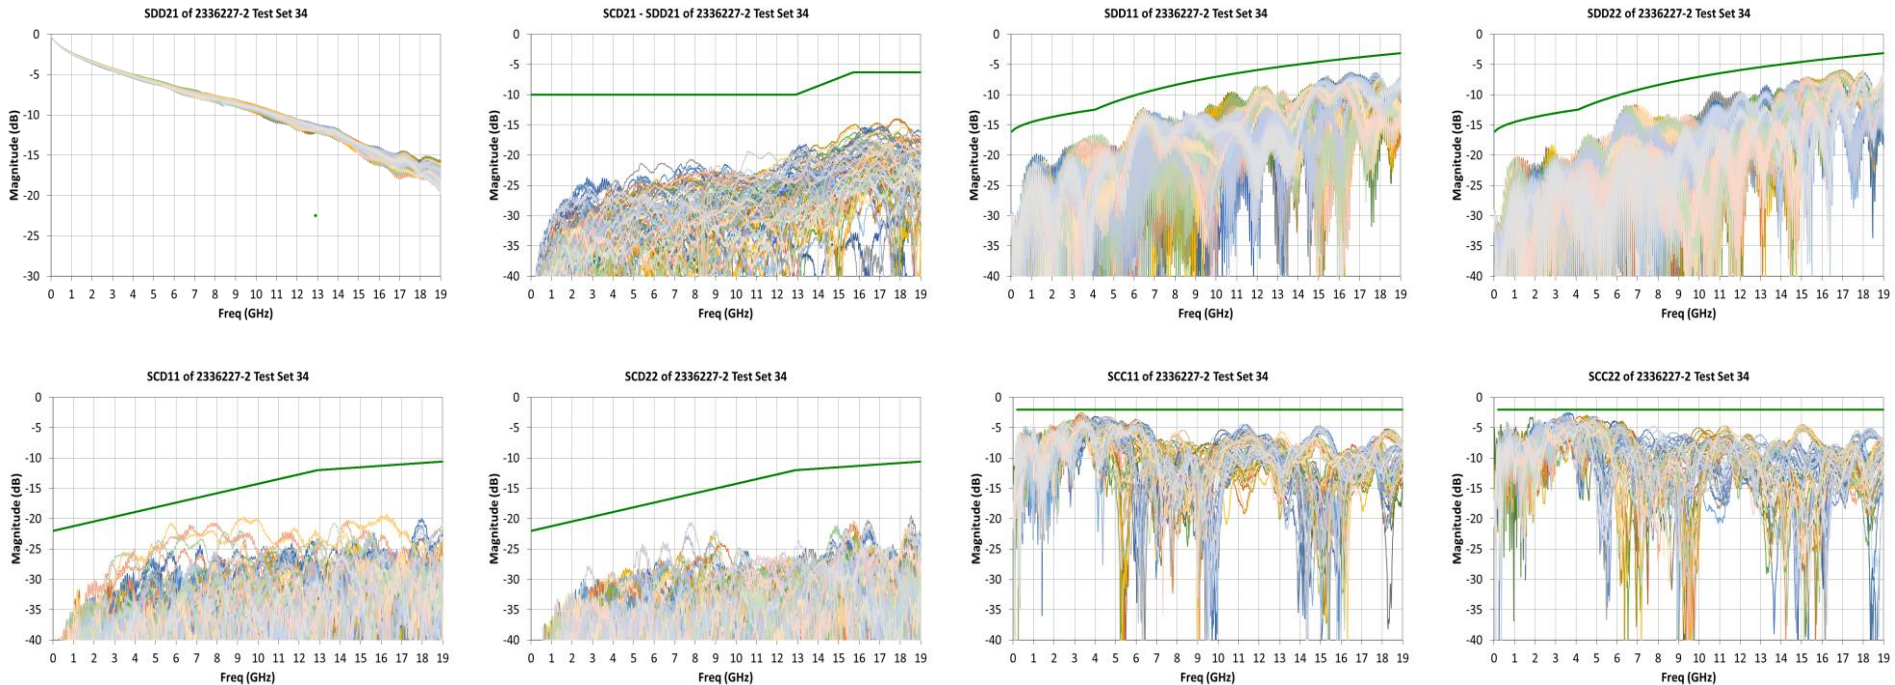 SDD21 of 2336227-2 Test Set 34
0
-5
-10
-15
-20
-25
-30
Magnitude (dB)
0 1 2 3 4 5 6 7 8 9 10 11 12 13 14 15 16 17 18 19
Freq (GHz)
SCD21 - SDD21 of 2336227-2 Test Set 34
0
-5
-10
-15
-20
-25
-30
-35
-40
Magnitude (dB)
0 1 2 3 4 5 6 7 8 9 10 11 12 13 14 15 16 17 18 19
Freq (GHz)
SDD11 of 2336227-2 Test Set 34
0
-5
-10
-15
-20
-25
-30
-35
-40
Magnitude (dB)
0 1 2 3 4 5 6 7 8 9 10 11 12 13 14 15 16 17 18 19
Freq (GHz)
SDD22 of 2336227-2 Test Set 34
0
-5
-10
-15
-20
-25
-30
-35
-40
Magnitude (dB)
0 1 2 3 4 5 6 7 8 9 10 11 12 13 14 15 16 17 18 19
Freq (GHz)
SCD11 of 2336227-2 Test Set 34
0
-5
-10
-15
-20
-25
-30
-35
-40
Magnitude (dB)
0 1 2 3 4 5 6 7 8 9 10 11 12 13 14 15 16 17 18 19
Freq (GHz)
SCD22 of 2336227-2 Test Set 34
0
-5
-10
-15
-20
-25
-30
-35
-40
Magnitude (dB)
0 1 2 3 4 5 6 7 8 9 10 11 12 13 14 15 16 17 18 19
Freq (GHz)
SCC11 of 2336227-2 Test Set 34
0
-5
-10
-15
-20
-25
-30
-35
-40
Magnitude (dB)
0 1 2 3 4 5 6 7 8 9 10 11 12 13 14 15 16 17 18 19
Freq (GHz)
SCC22 of 2336227-2 Test Set 34
0
-5
-10
-15
-20
-25
-30
-35
-40
Magnitude (dB)
0 1 2 3 4 5 6 7 8 9 10 11 12 13 14 15 16 17 18 19
Freq (GHz)